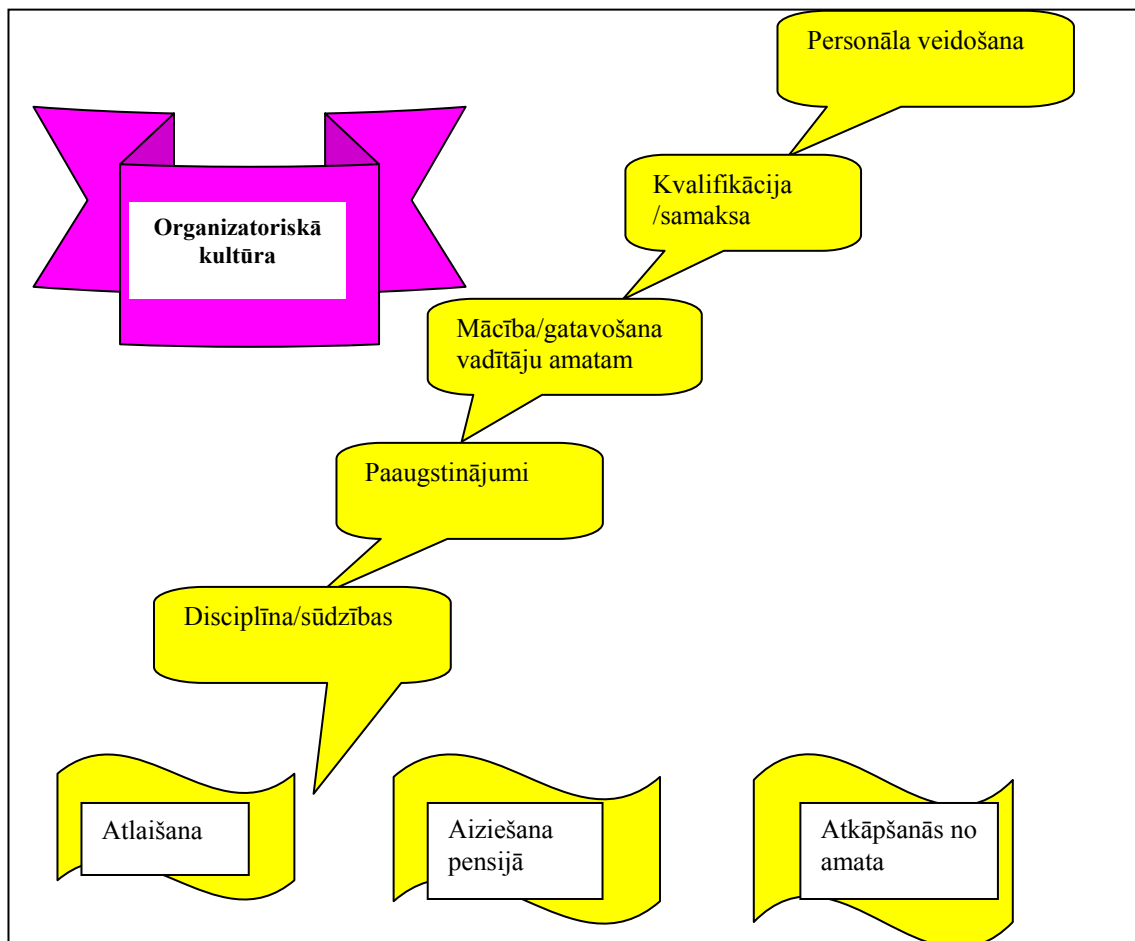 Personāla veidošana
Organizatoriskā
kultūra
Kvalifikācija
/samaksa
Mācība/gatavošana
vadītāju amatam
Paaugstinājumi
Disciplīna/sūdzības
Atlaišana
Aiziešana
pensijā
Atkāpšanās no
amata